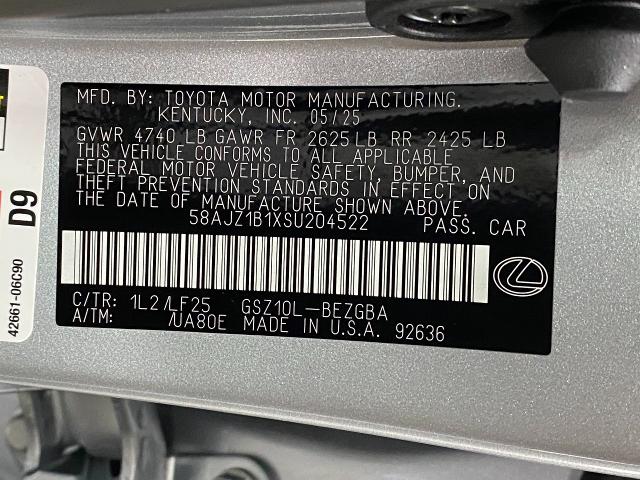 MFD. BY: TOYOTA MOTOR MANUFACTURING.
KENTUCKY, INC. 05/25
GVWR 4740 LB GAWR FR 2625 LB RR 2425 LB
THIS VEHICLE CONFORMS TO ALL APPLICABLE
FEDERAL MOTOR VEHICLE SAFETY, BUMPER, AND
THEFT PREVENTION STANDARDS IN EFFECT ON
THE DATE OF MANUFACTURE SHOWN ABOVE.
58AJZ1B1XSU204522 PASS. CAR
C/TR: 1L2/LF25 GSZ10L-BEZGBA
A/TM: /UA80E MADE IN U.S.A. 92636
D9
42661-06C90